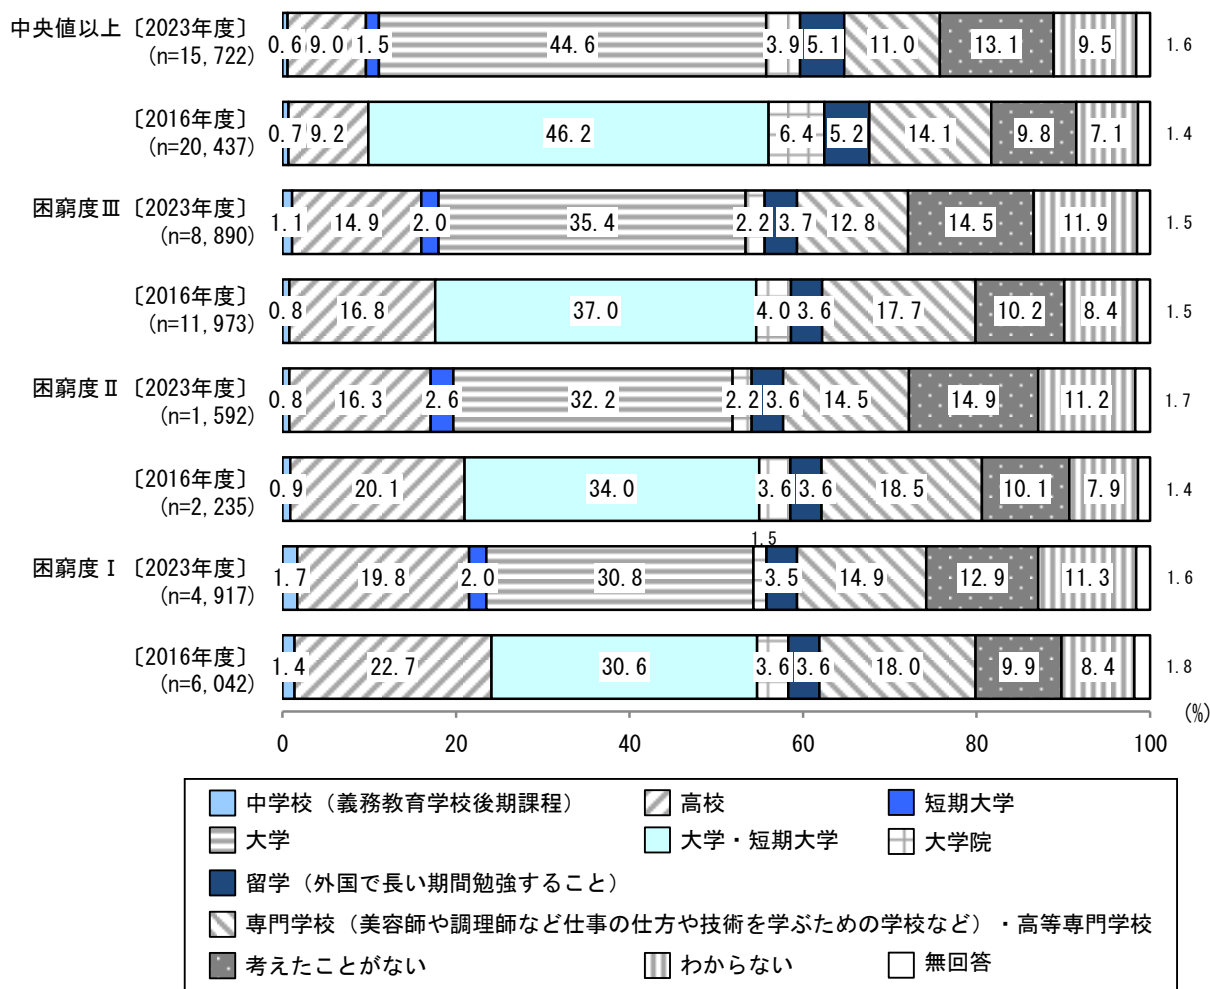 中央値以上〔2023年度〕
(n=15,722)
0.6 9.0 1.5 44.6 3.9 5.1 11.0 13.1 9.5 1.6
〔2016年度〕
(n=20,437)
0.7 9.2 46.2 6.4 5.2 14.1 9.8 7.1 1.4
困窮度Ⅲ〔2023年度〕
(n=8,890)
1.1 14.9 2.0 35.4 2.2 3.7 12.8 14.5 11.9 1.5
〔2016年度〕
(n=11,973)
0.8 16.8 37.0 4.0 3.6 17.7 10.2 8.4 1.5
困窮度Ⅱ〔2023年度〕
(n=1,592)
0.8 16.3 2.6 32.2 2.2 3.6 14.5 14.9 11.2 1.7
〔2016年度〕
(n=2,235)
0.9 20.1 34.0 3.6 3.6 18.5 10.1 7.9 1.4
困窮度Ⅰ〔2023年度〕
(n=4,917)
1.7 19.8 2.0 30.8 1.5 3.5 14.9 12.9 11.3 1.6
〔2016年度〕
(n=6,042)
1.4 22.7 30.6 3.6 3.6 18.0 9.9 8.4 1.8
(%)
0 20 40 60 80 100
中学校（義務教育学校後期課程） 高校 短期大学
大学 大学・短期大学 大学院
留学（外国で長い期間勉強すること）
専門学校（美容師や調理師など仕事の仕方や技術を学ぶための学校など）・高等専門学校
考えたことがない わからない 無回答